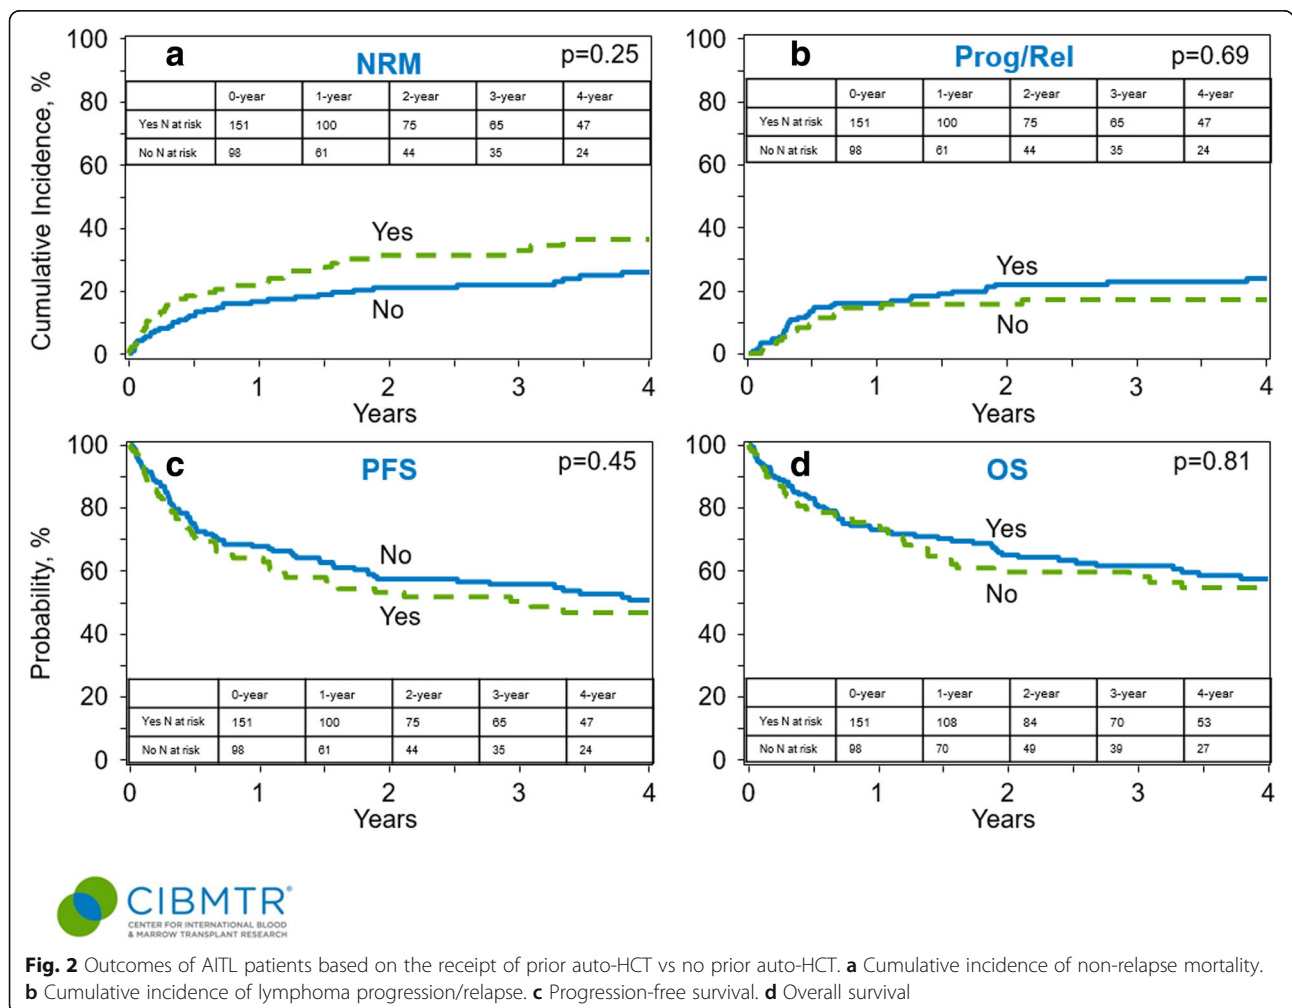 a NRM p=0.25
Cumulative Incidence, %
100
80
60
40
20
0
0-year 1-year 2-year 3-year 4-year
Yes N at risk 151 100 75 65 47
No N at risk 98 61 44 35 24
Yes
No
0 1 2 3 4
Years
b Prog/Rel p=0.69
100
80
60
40
20
0
0-year 1-year 2-year 3-year 4-year
Yes N at risk 151 100 75 65 47
No N at risk 98 61 44 35 24
Yes
No
0 1 2 3 4
Years
c PFS p=0.45
Probability, %
100
80
60
40
20
0
No
Yes
0-year 1-year 2-year 3-year 4-year
Yes N at risk 151 100 75 65 47
No N at risk 98 61 44 35 24
0 1 2 3 4
Years
d OS p=0.81
100
80
60
40
20
0
Yes
No
0-year 1-year 2-year 3-year 4-year
Yes N at risk 151 108 84 70 53
No N at risk 98 70 49 39 27
0 1 2 3 4
Years
CIBMTR®
CENTER FOR INTERNATIONAL BLOOD
& MARROW TRANSPLANT RESEARCH
Fig. 2 Outcomes of AITL patients based on the receipt of prior auto-HCT vs no prior auto-HCT. a Cumulative incidence of non-relapse mortality.
b Cumulative incidence of lymphoma progression/relapse. c Progression-free survival. d Overall survival